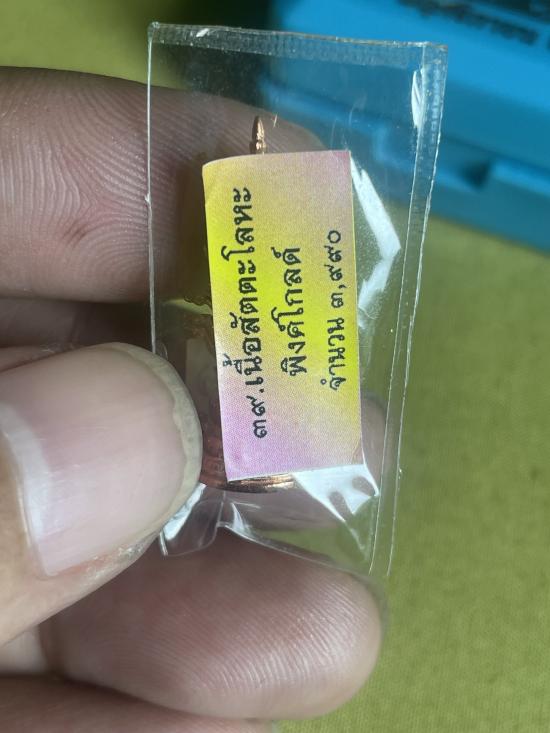 ๓๙.เนื้อสัตตะโลหะ
พิงค์โกลด์
จำนวน ๓,๙๙๐